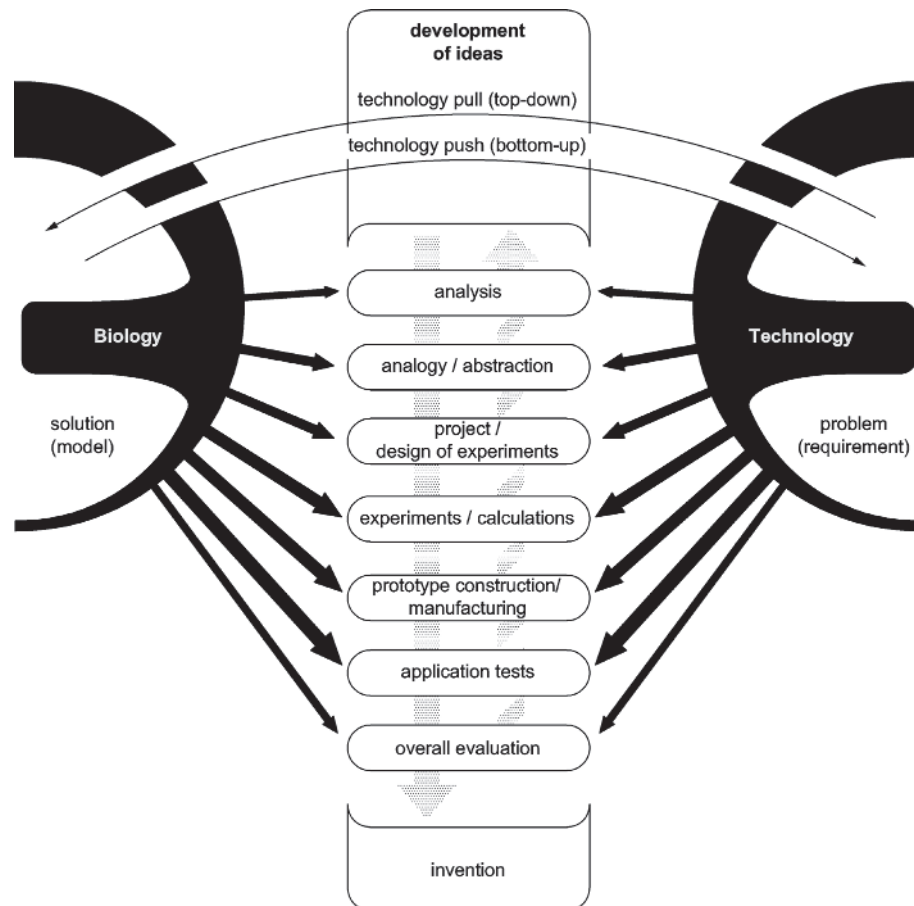 development
of ideas
technology pull (top-down)
technology push (bottom-up)
analysis
Biology
Technology
analogy / abstraction
solution
(model)
project /
design of experiments
problem
(requirement)
experiments / calculations
prototype construction/
manufacturing
application tests
overall evaluation
invention